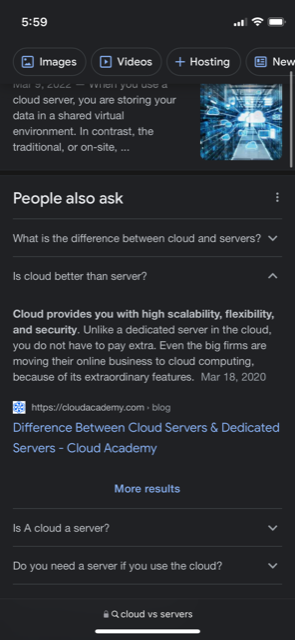 5:59
Images
Videos
+ Hosting
New
Mar 9, 2022 — When you use a
cloud server, you are storing your
data in a shared virtual
environment. In contrast, the
traditional, or on-site, ...
People also ask
What is the difference between cloud and servers?
Is cloud better than server?
Cloud provides you with high scalability, flexibility,
and security. Unlike a dedicated server in the cloud,
you do not have to pay extra. Even the big firms are
moving their online business to cloud computing,
because of its extraordinary features. Mar 18, 2020
https://cloudacademy.com › blog
Difference Between Cloud Servers & Dedicated
Servers - Cloud Academy
More results
Is A cloud a server?
Do you need a server if you use the cloud?
cloud vs servers